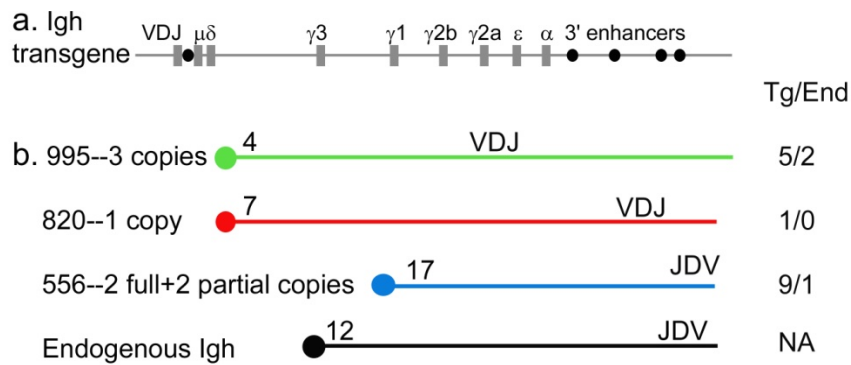 a. Igh transgene
VDJ μδ γ3 γ1 γ2b γ2a ε α 3' enhancers
Tg/End
b. 995--3 copies 4 VDJ 5/2
820--1 copy 7 VDJ 1/0
556--2 full+2 partial copies 17 JDV 9/1
Endogenous Igh 12 JDV NA